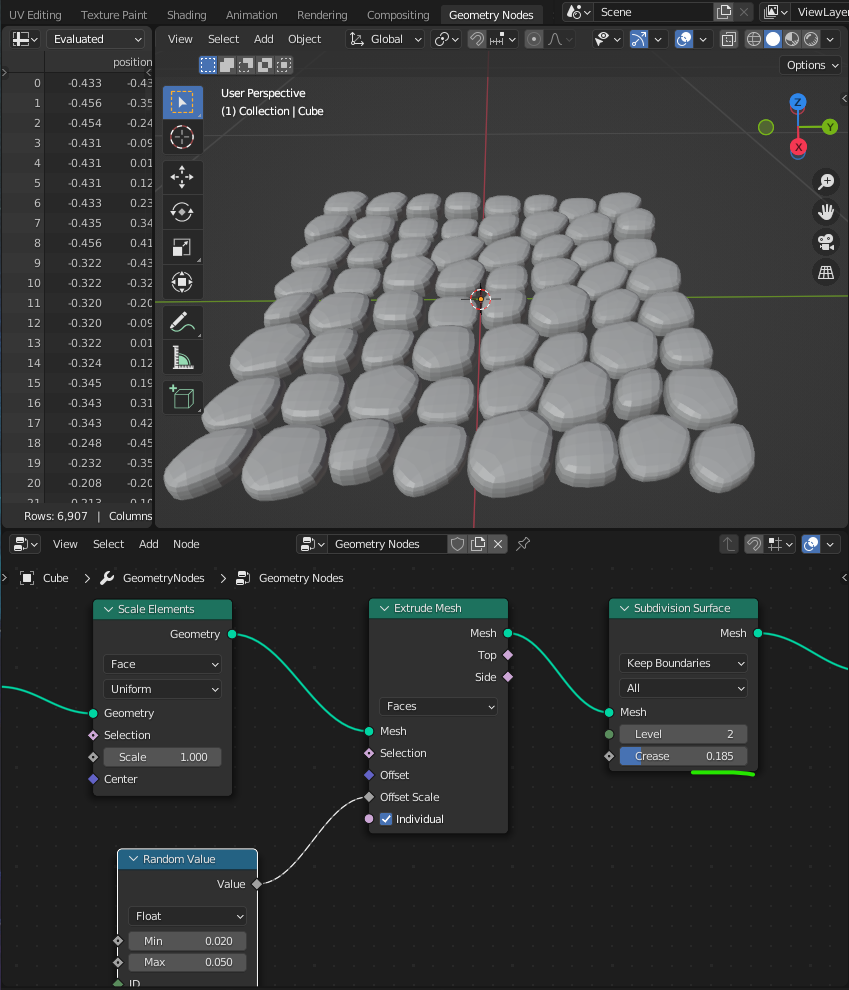 UV Editing Texture Paint Shading Animation Rendering Compositing Geometry Nodes Scene ViewLayer
Evaluated View Select Add Object Global
Options
position
0 -0.433 -0.43
1 -0.456 -0.35
2 -0.454 -0.24
3 -0.431 -0.09
4 -0.431 0.01
5 -0.431 0.12
6 -0.433 0.23
7 -0.435 0.34
8 -0.456 0.41
9 -0.322 -0.43
10 -0.322 -0.32
11 -0.320 -0.20
12 -0.320 -0.09
13 -0.322 0.01
14 -0.324 0.12
15 -0.345 0.19
16 -0.343 0.31
17 -0.343 0.42
18 -0.248 -0.45
19 -0.232 -0.35
20 -0.208 -0.20
Rows: 6,907 | Columns
User Perspective
(1) Collection | Cube
Z
Y
X
View Select Add Node Geometry Nodes
Cube GeometryNodes Geometry Nodes
Scale Elements
Geometry
Face
Uniform
Geometry
Selection
Scale 1.000
Center
Random Value
Value
Float
Min 0.020
Max 0.050
ID
Extrude Mesh
Mesh
Top
Side
Faces
Mesh
Selection
Offset
Offset Scale
Individual
Subdivision Surface
Mesh
Keep Boundaries
All
Mesh
Level 2
Crease 0.185